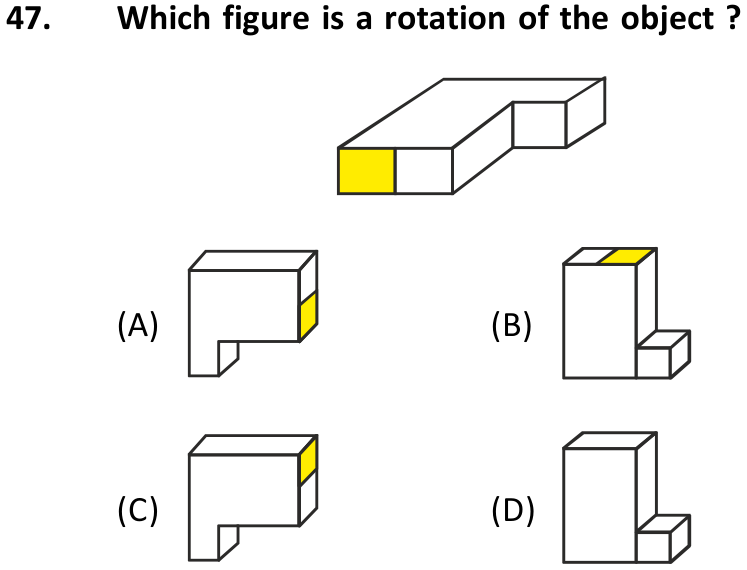 47. Which figure is a rotation of the object ?
(A)
(B)
(C)
(D)